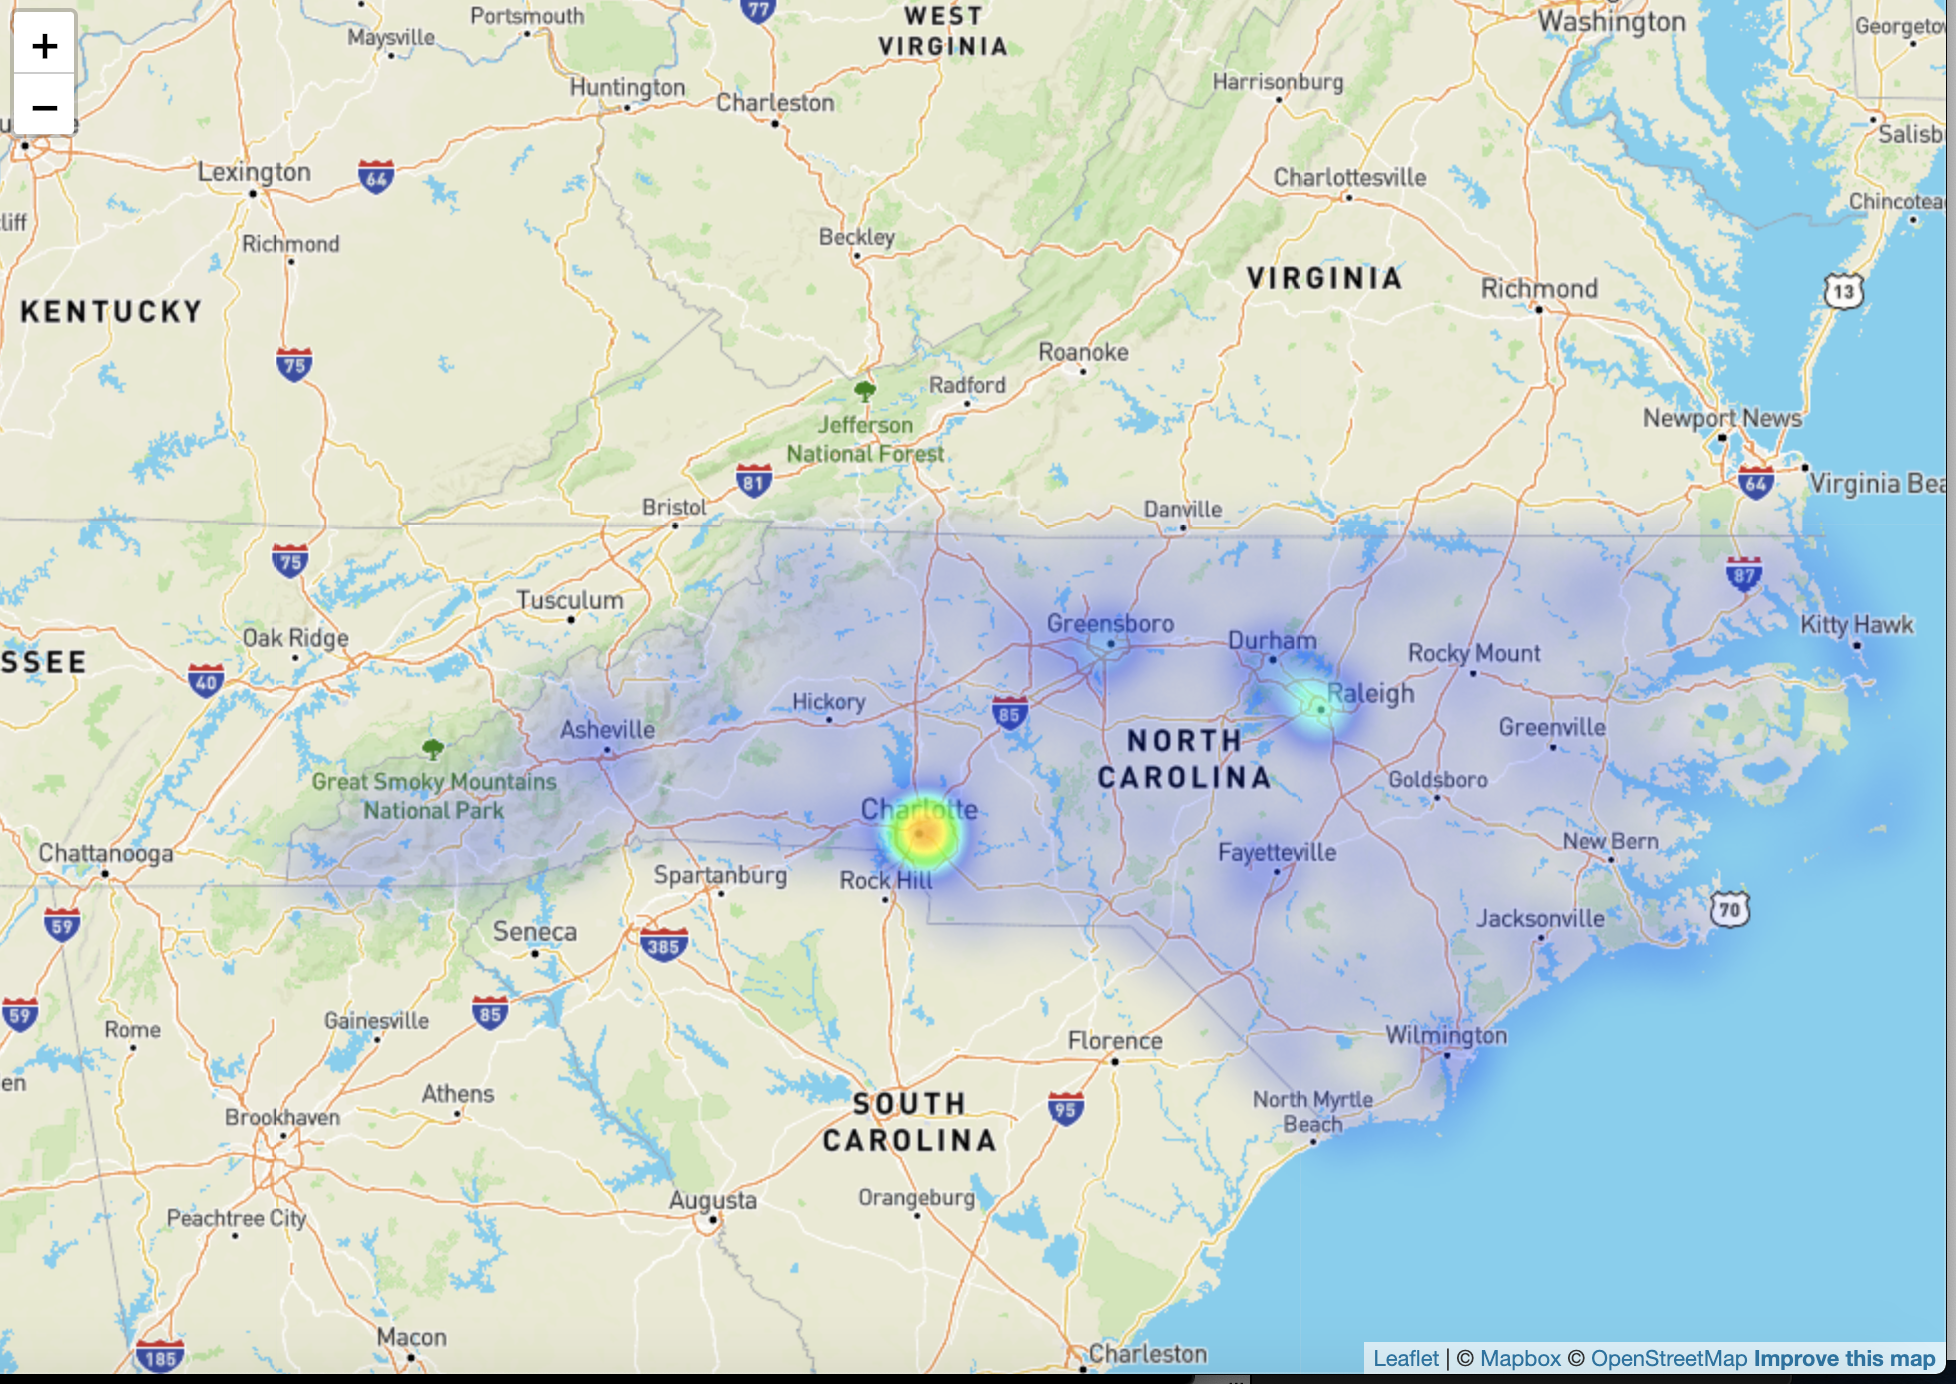 Portsmouth
77
WEST
VIRGINIA
Washington
Maysville
+
−
Huntington
Charleston
Harrisonburg
Lexington
64
Charlottesville
Richmond
Beckley
KENTUCKY
VIRGINIA
Richmond
13
75
Roanoke
Radford
Jefferson
National Forest
Newport News
81
64
Virginia Bea
Bristol
Danville
75
87
Tusculum
Greensboro
Kitty Hawk
Oak Ridge
Durham
Rocky Mount
SSEE
40
Hickory
85
Raleigh
Asheville
Greenville
NORTH
CAROLINA
Great Smoky Mountains
National Park
Goldsboro
Charlotte
Chattanooga
New Bern
Fayetteville
Spartanburg
Rock Hill
59
70
Seneca
385
Jacksonville
59
85
Rome
Gainesville
Florence
Wilmington
en
Athens
Brookhaven
SOUTH
CAROLINA
95
North Myrtle
Beach
Augusta
Orangeburg
Peachtree City
Macon
185
Charleston
Leaflet | © Mapbox © OpenStreetMap Improve this map
Georgetow
Salisb
Chincotea
liff